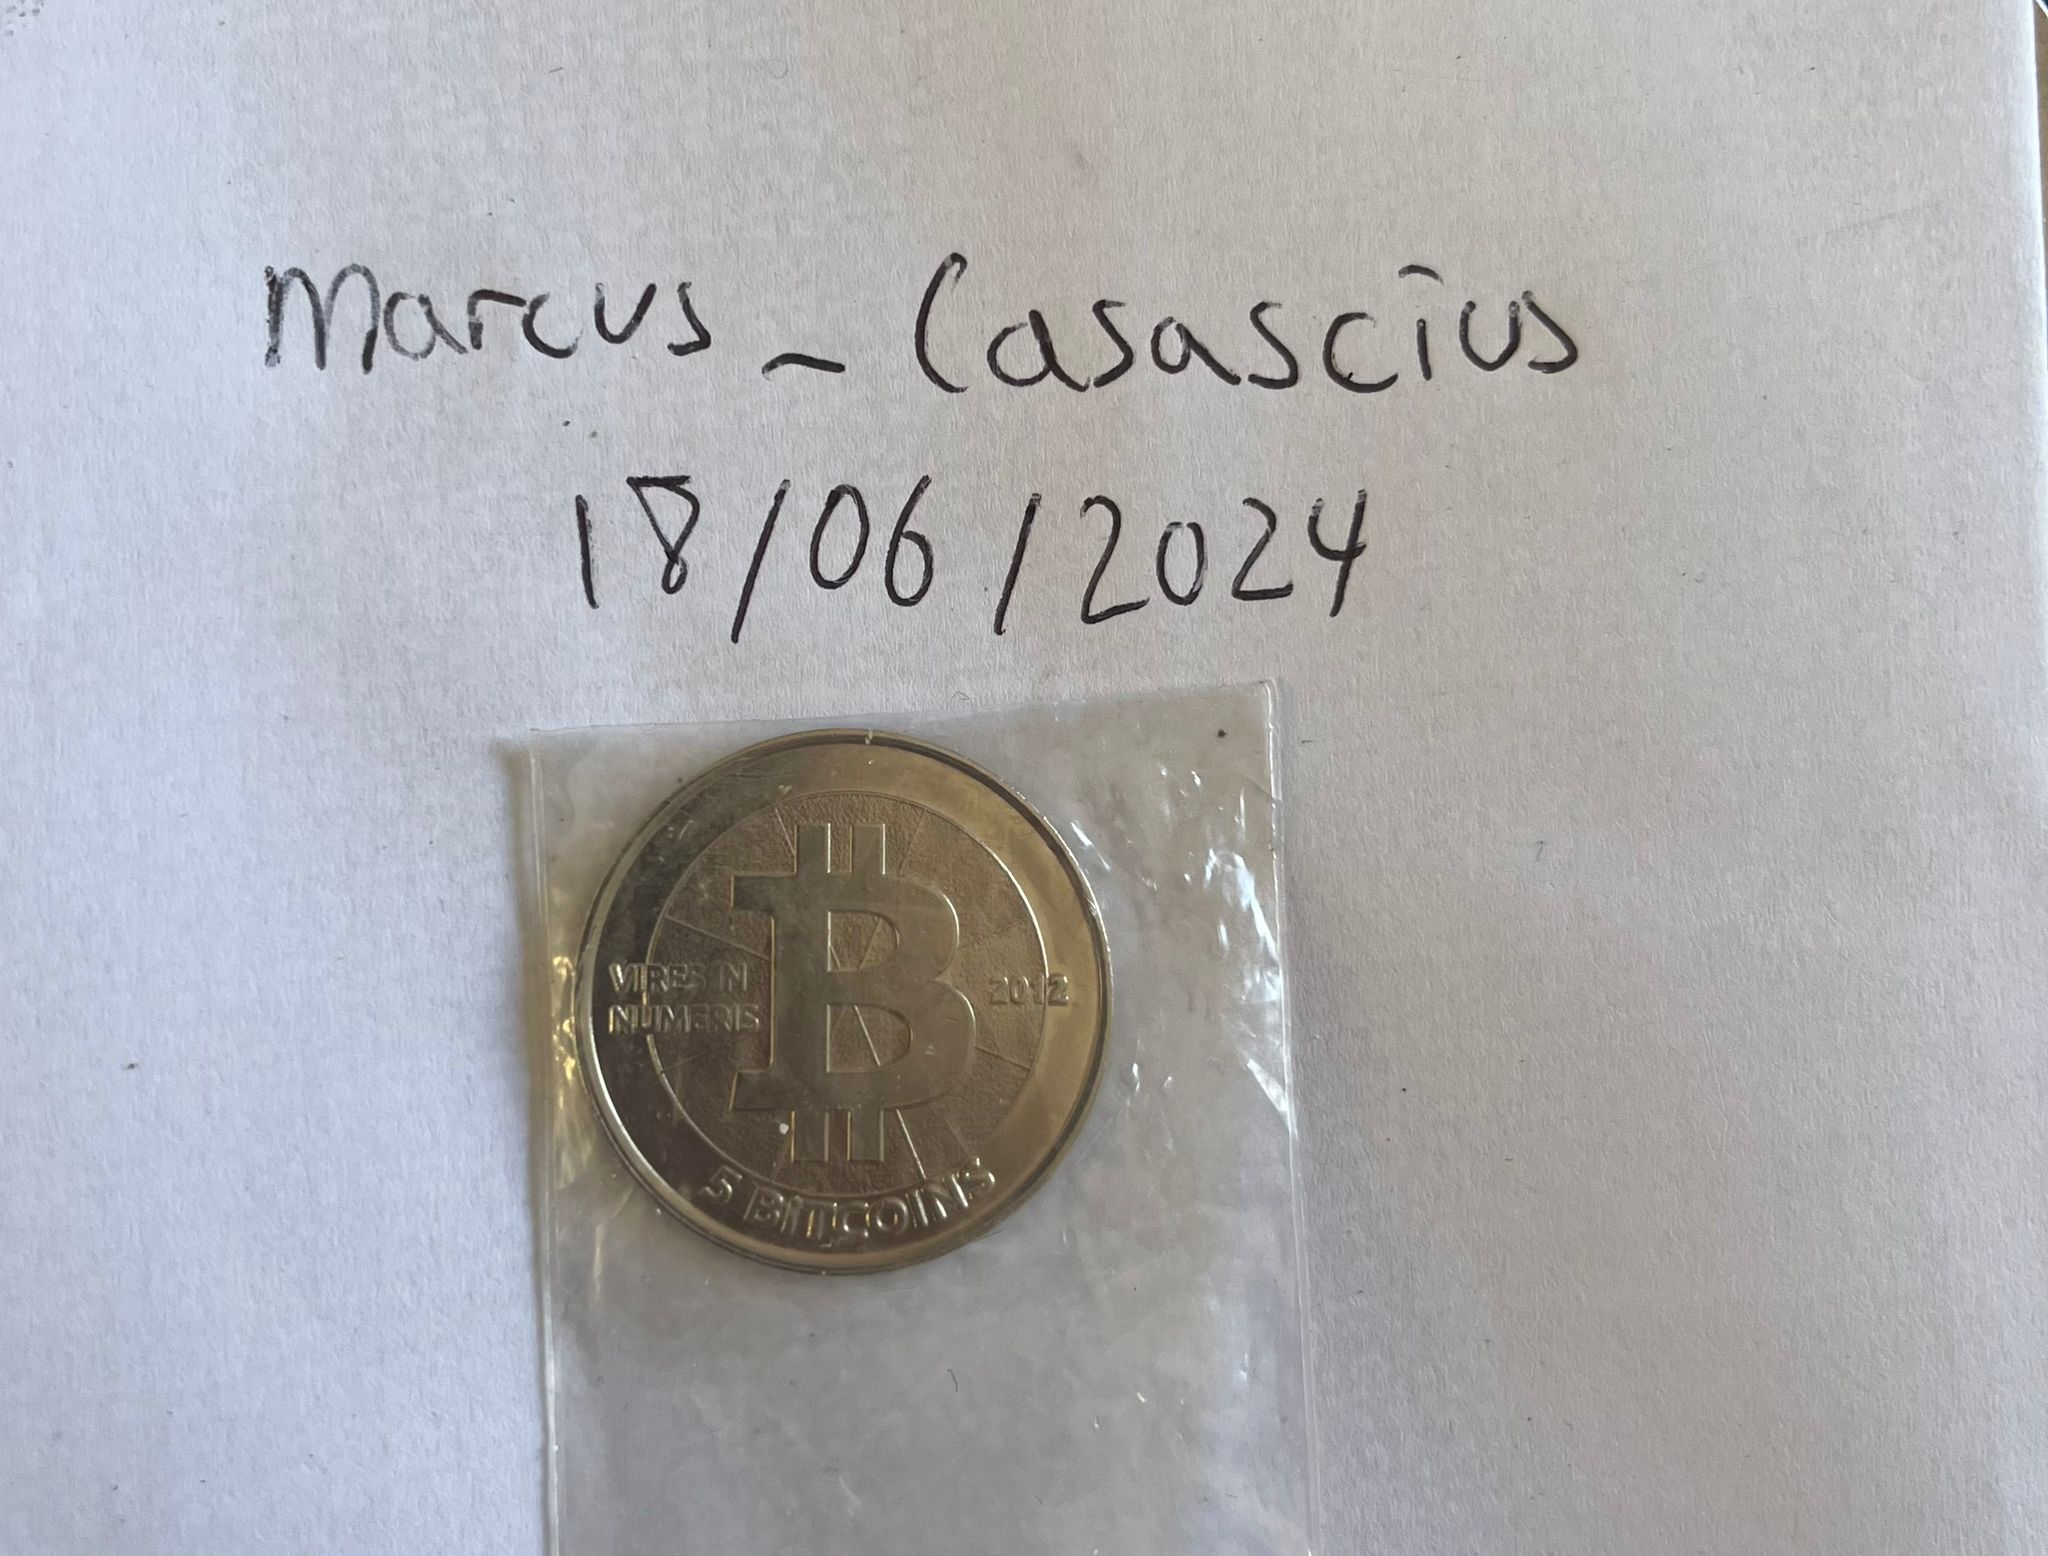 Marcus_Casascius
18/06/2024
VIRES IN
NUMERIS
2012
5 BITCOINS